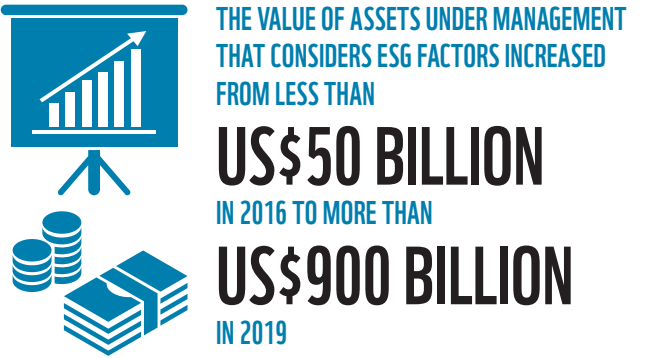 THE VALUE OF ASSETS UNDER MANAGEMENT
THAT CONSIDERS ESG FACTORS INCREASED
FROM LESS THAN
US$50 BILLION
IN 2016 TO MORE THAN
US$900 BILLION
IN 2019